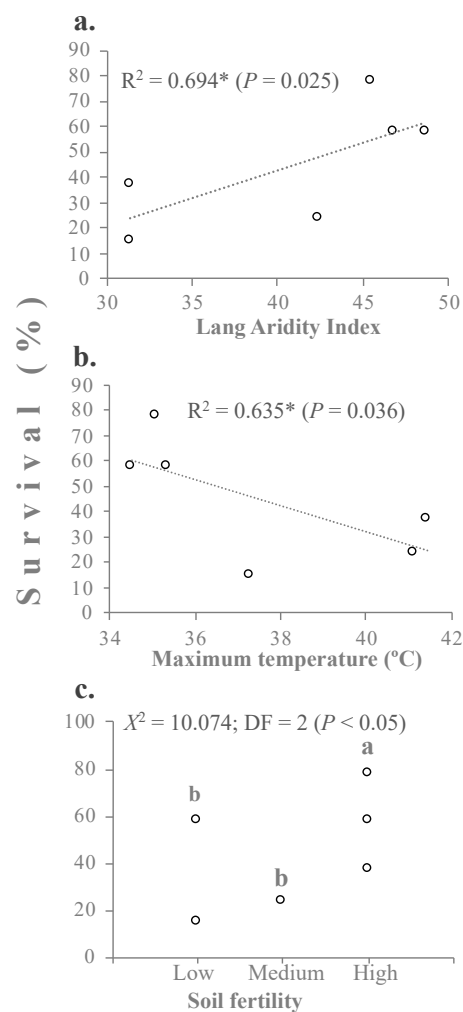 a.
90
80
70
60
50
40
30
20
10
0
R² = 0.694* (P = 0.025)
30 35 40 45 50
Lang Aridity Index
Survival (%)
b.
90
80
70
60
50
40
30
20
10
0
R² = 0.635* (P = 0.036)
34 36 38 40 42
Maximum temperature (ºC)
c.
100
80
60
40
20
0
X² = 10.074; DF = 2 (P < 0.05)
a
b
b
Low Medium High
Soil fertility